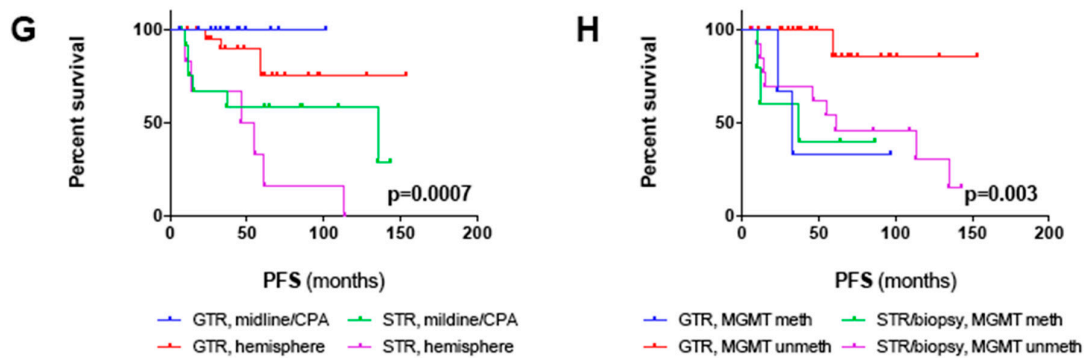 G
H
Percent survival
100
50
0
0 50 100 150 200
p=0.0007
PFS (months)
GTR, midline/CPA
STR, mildine/CPA
GTR, hemisphere
STR, hemisphere
Percent survival
100
50
0
0 50 100 150 200
p=0.003
PFS (months)
GTR, MGMT meth
STR/biopsy, MGMT meth
GTR, MGMT unmeth
STR/biopsy, MGMT unmeth